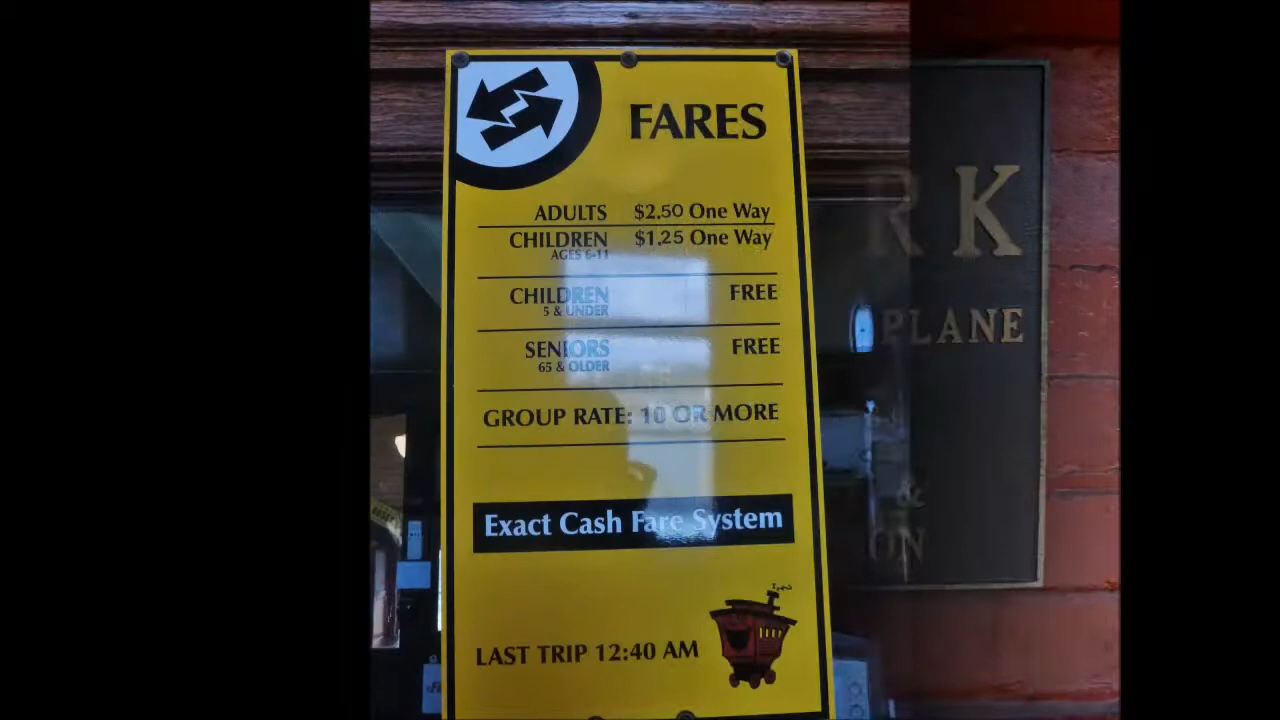 FARES
ADULTS $2.50 One Way
CHILDREN $1.25 One Way
AGES 6-11
CHILDREN FREE
5 & UNDER
SENIORS FREE
65 & OLDER
GROUP RATE: 10 OR MORE
Exact Cash Fare System
LAST TRIP 12:40 AM
RK
PLANE
&
ON